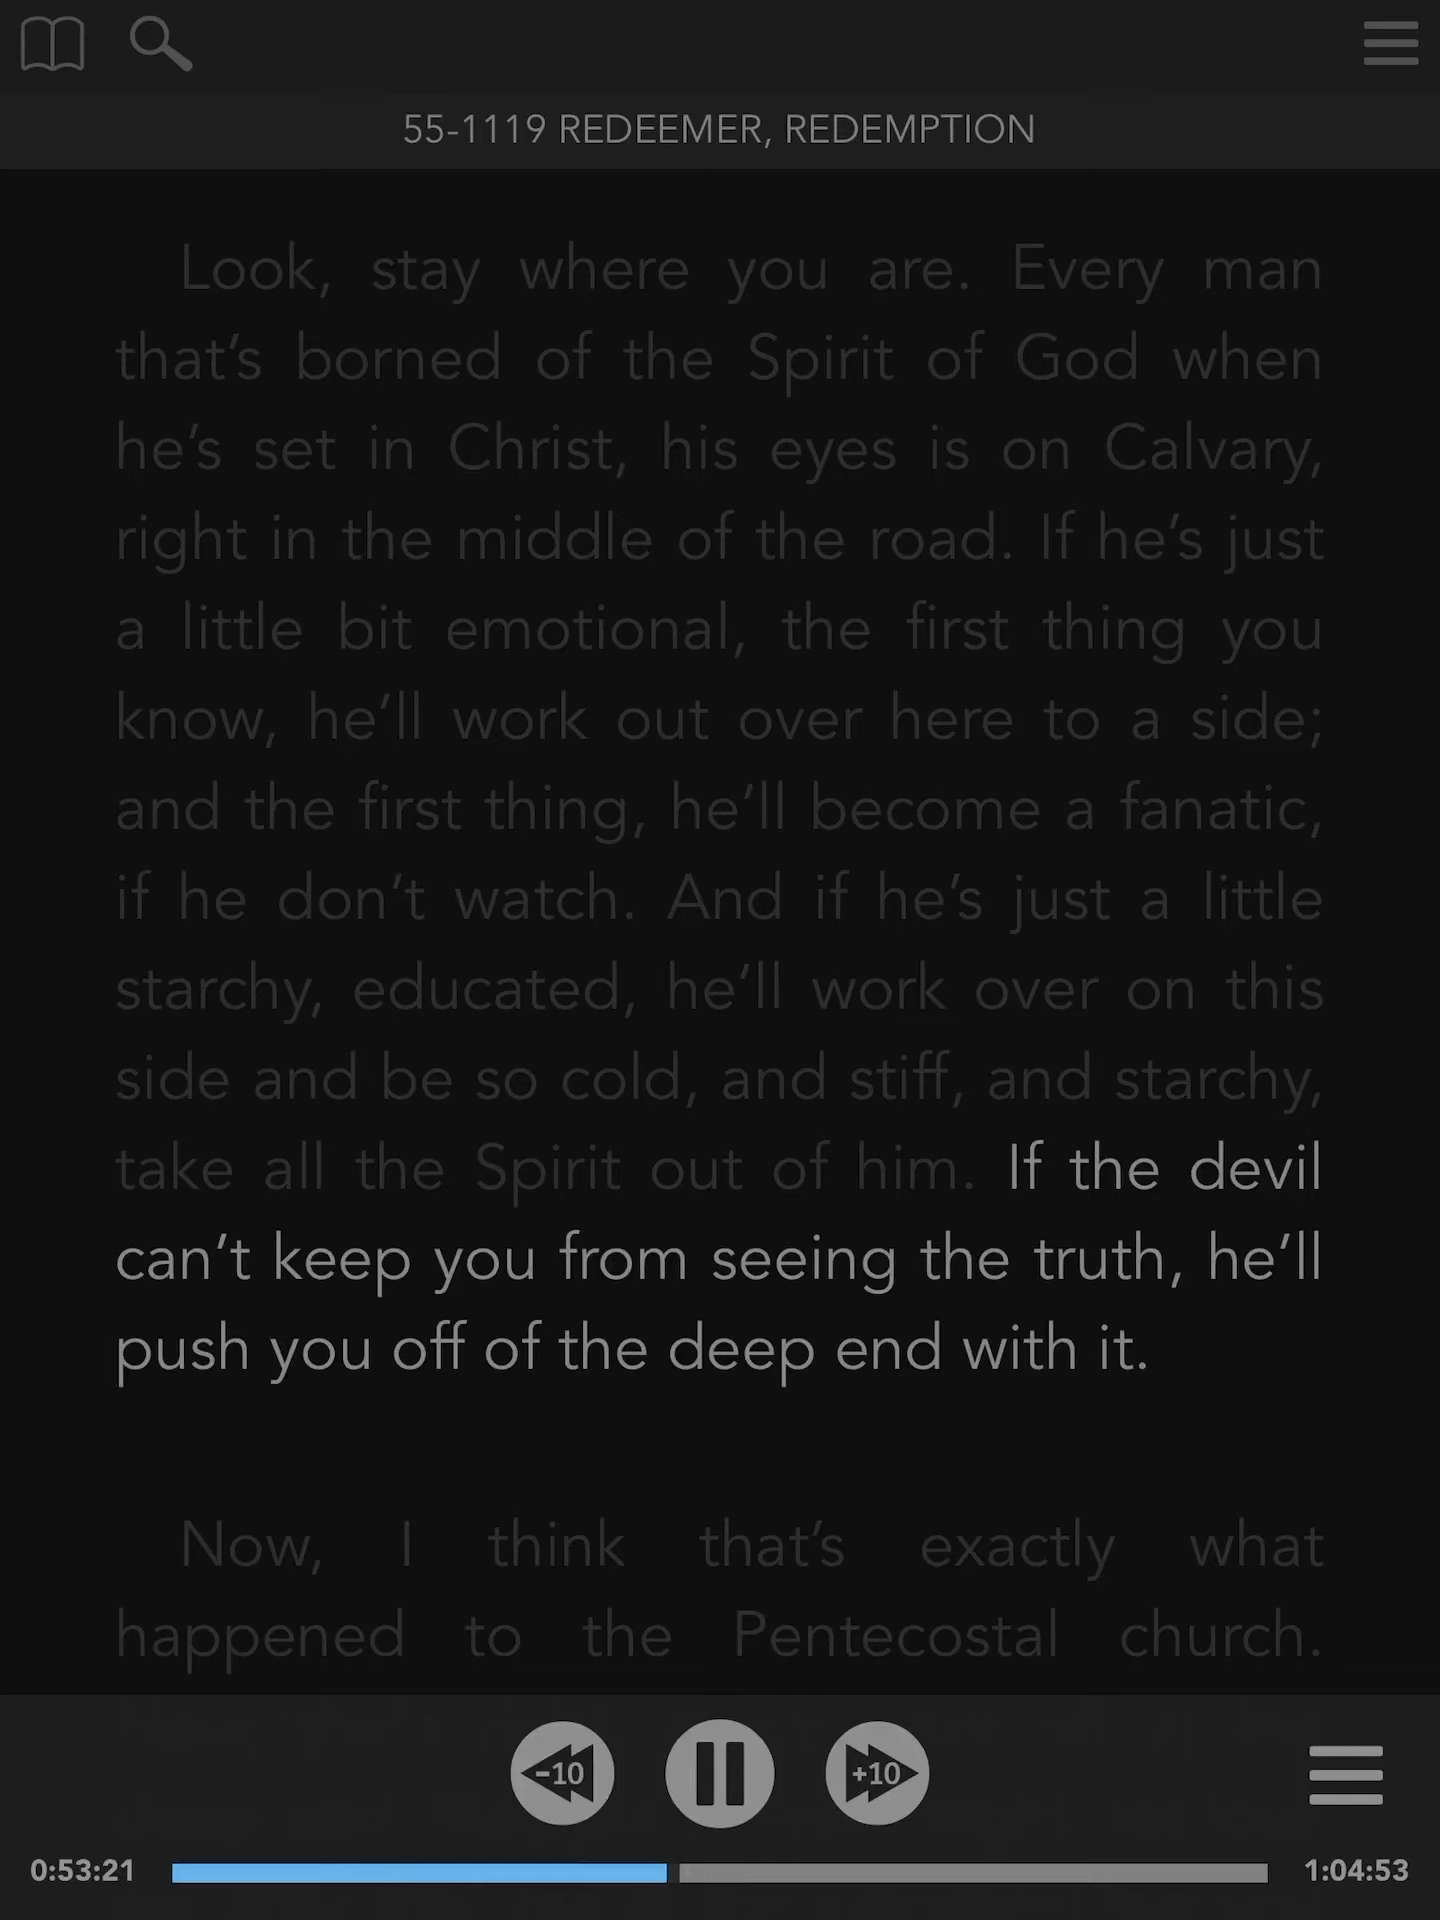 55-1119 REDEEMER, REDEMPTION
Look, stay where you are. Every man
that’s borned of the Spirit of God when
he’s set in Christ, his eyes is on Calvary,
right in the middle of the road. If he’s just
a little bit emotional, the first thing you
know, he’ll work out over here to a side;
and the first thing, he’ll become a fanatic,
if he don’t watch. And if he’s just a little
starchy, educated, he’ll work over on this
side and be so cold, and stiff, and starchy,
take all the Spirit out of him. If the devil
can’t keep you from seeing the truth, he’ll
push you off of the deep end with it.
Now, I think that’s exactly what
happened to the Pentecostal church.
-10 +10
0:53:21 1:04:53